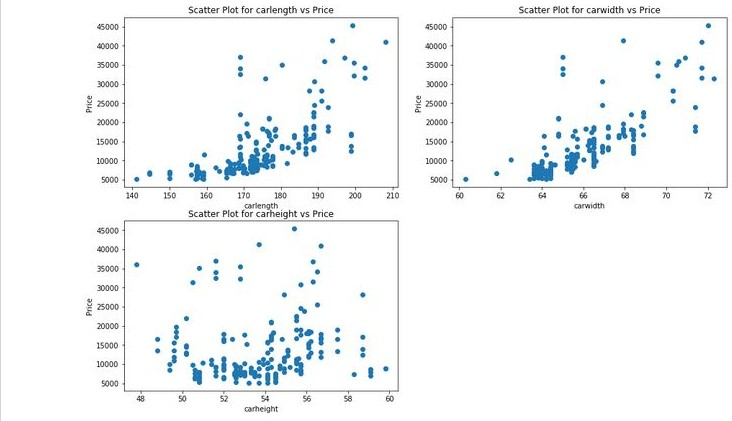 Scatter Plot for carlength vs Price
45000
40000
35000
30000
25000
20000
15000
10000
5000
Price
140 150 160 170 180 190 200 210
carlength
Scatter Plot for carwidth vs Price
45000
40000
35000
30000
25000
20000
15000
10000
5000
Price
60 62 64 66 68 70 72
carwidth
Scatter Plot for carheight vs Price
45000
40000
35000
30000
25000
20000
15000
10000
5000
Price
48 50 52 54 56 58 60
carheight